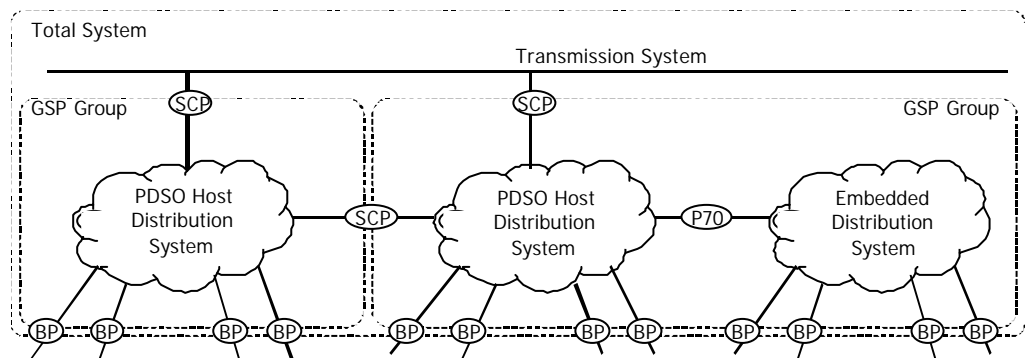 Total System
Transmission System
SCP
SCP
GSP Group
GSP Group
PDSO Host
Distribution
System
SCP
PDSO Host
Distribution
System
P70
Embedded
Distribution
System
BP
BP
BP
BP
BP
BP
BP
BP
BP
BP
BP
BP